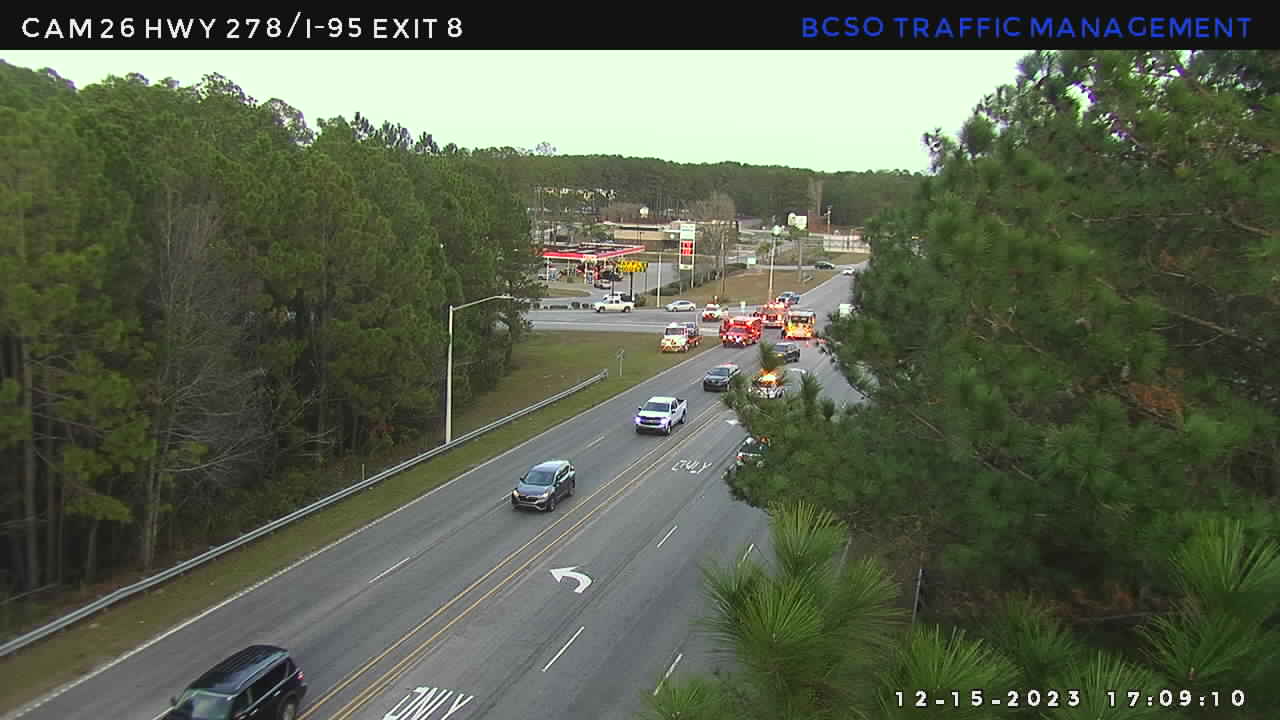 CAM 26 HWY 278/I-95 EXIT 8
BCSO TRAFFIC MANAGEMENT
ONLY
ONLY
12-15-2023 17:09:10